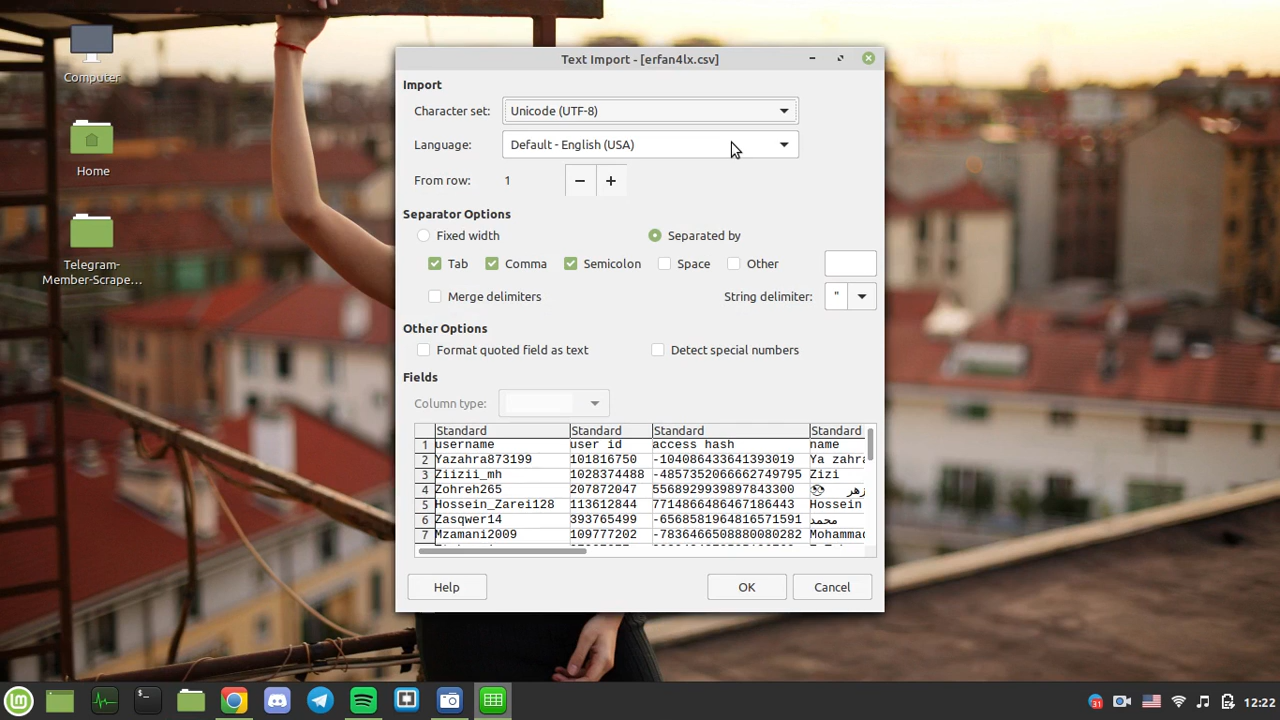 Computer
Home
Telegram-
Member-Scrape...
Text Import - [erfan4lx.csv]
Import
Character set: Unicode (UTF-8)
Language: Default - English (USA)
From row: 1
Separator Options
Fixed width Separated by
Tab Comma Semicolon Space Other
Merge delimiters String delimiter: "
Other Options
Format quoted field as text Detect special numbers
Fields
Column type:
Standard Standard Standard Standard
1 username user id access hash name
2 Yazahra873199 101816750 -104086433641393019 Ya zahra
3 Ziizii_mh 1028374488 -4857352066662749795 Zizi
4 Zohreh265 207872047 5568929939897843300 زهر
5 Hossein_Zarei128 113612844 7714866486467186443 Hossein
6 Zasqwer14 393765499 -6568581964816571591 محمد
7 Mzamani2009 109777202 -7836466508880080282 Mohammad
Help OK Cancel
31 12:22